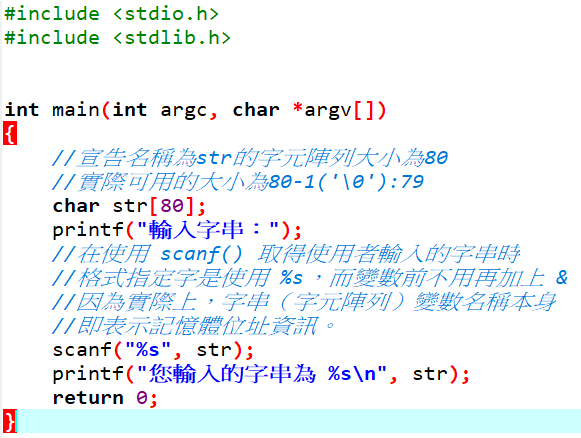 #include <stdio.h>
#include <stdlib.h>
int main(int argc, char *argv[])
{
//宣告名稱為str的字元陣列大小為80
//實際可用的大小為80-1('\0'):79
char str[80];
printf("輸入字串：");
//在使用 scanf() 取得使用者輸入的字串時
//格式指定字是使用 %s，而變數前不用再加上 &
//因為實際上，字串（字元陣列）變數名稱本身
//即表示記憶體位址資訊。
scanf("%s", str);
printf("您輸入的字串為 %s\n", str);
return 0;
}